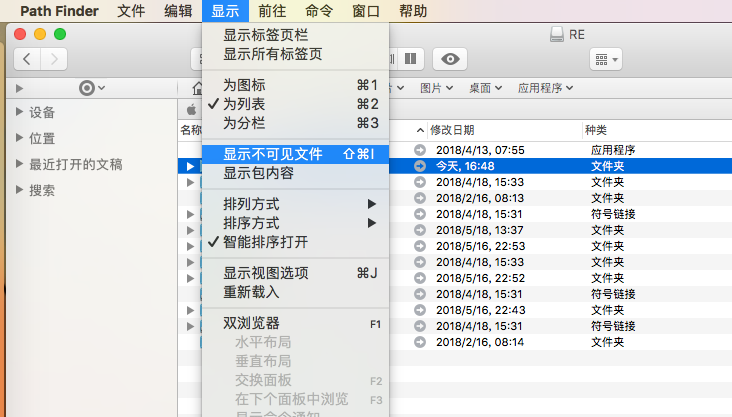 Path Finder 文件 编辑 显示 前往 命令 窗口 帮助
RE
显示标签页栏
显示所有标签页
为图标 ⌘1
✓ 为列表 ⌘2
为分栏 ⌘3
显示不可见文件 ⇧⌘I
显示包内容
排列方式 ▶
排序方式 ▶
✓ 智能排序打开
显示视图选项 ⌘J
重新载入
双浏览器 F1
水平布局
垂直布局
交换面板 F2
在下个面板中浏览 F3
图片 桌面 应用程序
设备
位置
最近打开的文稿
搜索
名称 修改日期 种类
2018/4/13, 07:55 应用程序
今天, 16:48 文件夹
2018/4/18, 15:33 文件夹
2018/2/16, 08:13 文件夹
2018/4/18, 15:31 符号链接
2018/5/18, 13:37 文件夹
2018/5/16, 22:53 文件夹
2018/4/18, 15:33 文件夹
2018/5/16, 22:52 文件夹
2018/4/18, 15:31 符号链接
2018/5/16, 22:43 文件夹
2018/4/18, 15:31 符号链接
2018/2/16, 08:14 文件夹